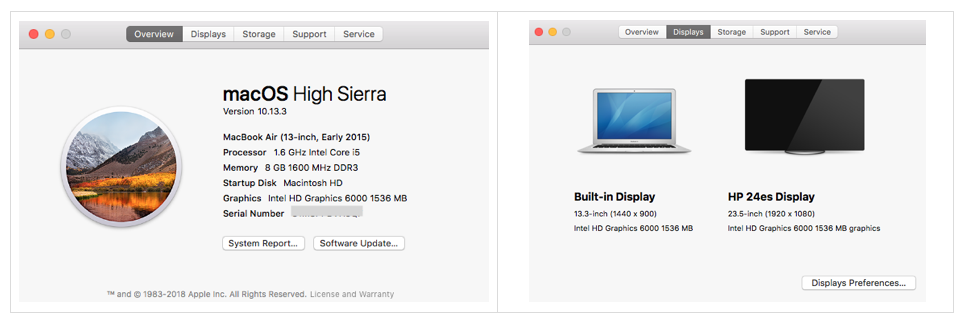 Overview Displays Storage Support Service
macOS High Sierra
Version 10.13.3
MacBook Air (13-inch, Early 2015)
Processor 1.6 GHz Intel Core i5
Memory 8 GB 1600 MHz DDR3
Startup Disk Macintosh HD
Graphics Intel HD Graphics 6000 1536 MB
Serial Number
System Report... Software Update...
™ and © 1983-2018 Apple Inc. All Rights Reserved. License and Warranty
Overview Displays Storage Support Service
Built-in Display
13.3-inch (1440 x 900)
Intel HD Graphics 6000 1536 MB
HP 24es Display
23.5-inch (1920 x 1080)
Intel HD Graphics 6000 1536 MB graphics
Displays Preferences...